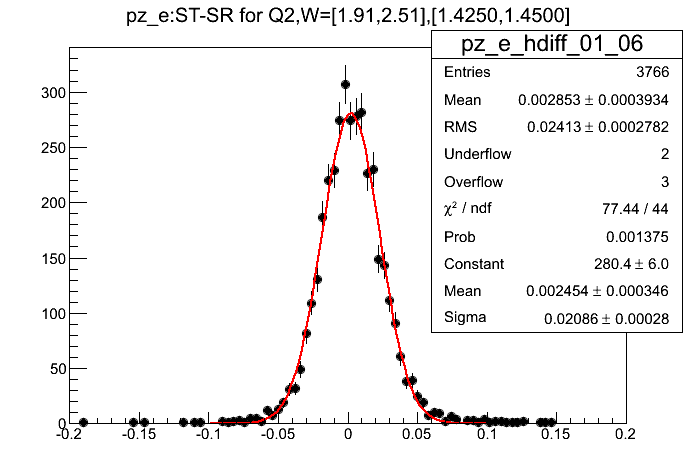 pz_e:ST-SR for Q2,W=[1.91,2.51],[1.4250,1.4500]
pz_e_hdiff_01_06
Entries 3766
Mean 0.002853 ± 0.0003934
RMS 0.02413 ± 0.0002782
Underflow 2
Overflow 3
χ² / ndf 77.44 / 44
Prob 0.001375
Constant 280.4 ± 6.0
Mean 0.002454 ± 0.000346
Sigma 0.02086 ± 0.00028
300
250
200
150
100
50
0
-0.2 -0.15 -0.1 -0.05 0 0.05 0.1 0.15 0.2